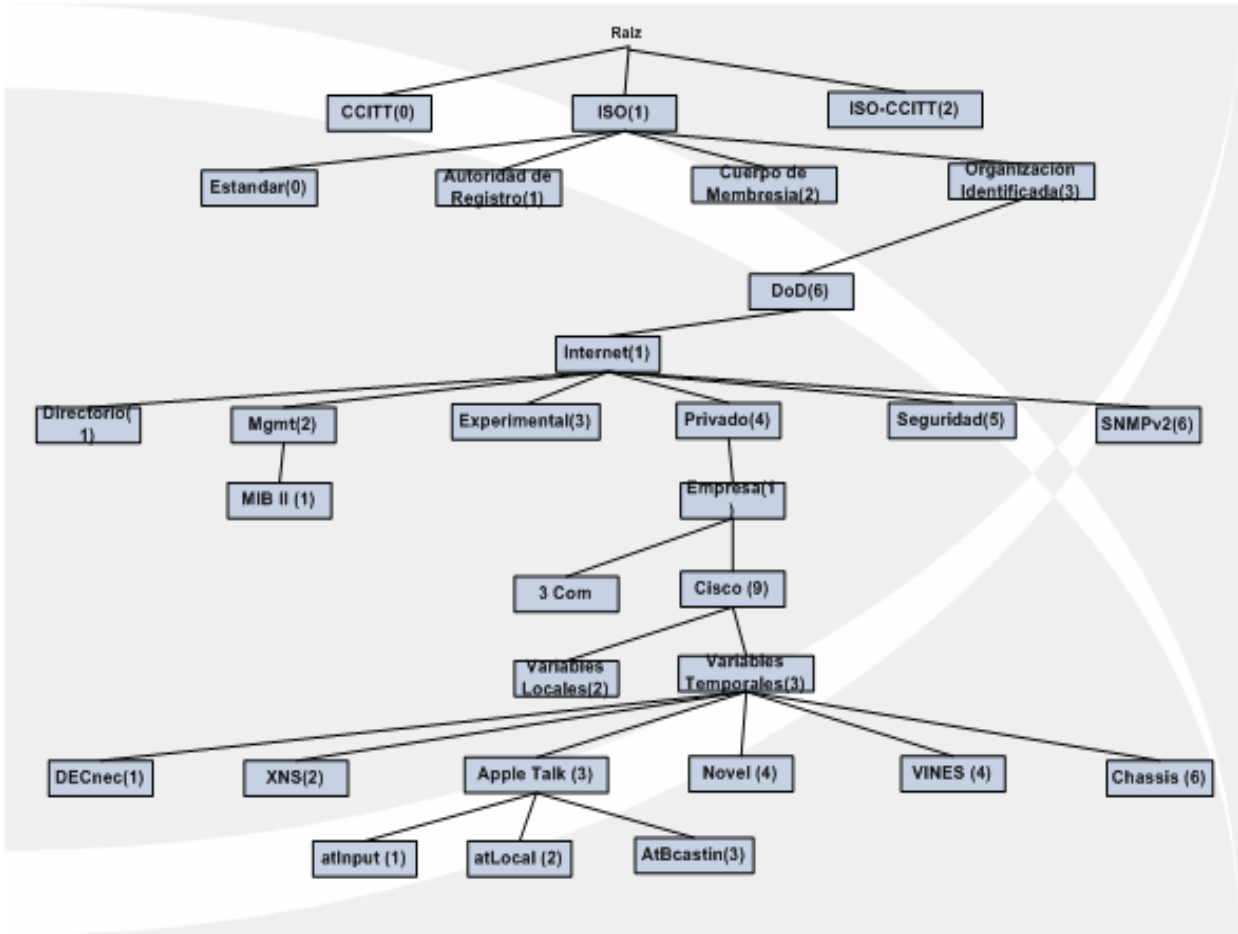 Raiz
CCITT(0)
ISO(1)
ISO-CCITT(2)
Estandar(0)
Autoridad de
Registro(1)
Cuerpo de
Membresia(2)
Organización
Identificada(3)
DoD(6)
Internet(1)
Directorio(
1)
Mgmt(2)
Experimental(3)
Privado(4)
Seguridad(5)
SNMPv2(6)
MIB II (1)
Empresa(1
)
3 Com
Cisco (9)
Variables
Locales(2)
Variables
Temporales(3)
DECnec(1)
XNS(2)
Apple Talk (3)
Novel (4)
VINES (4)
Chassis (6)
atInput (1)
atLocal (2)
AtBcastin(3)